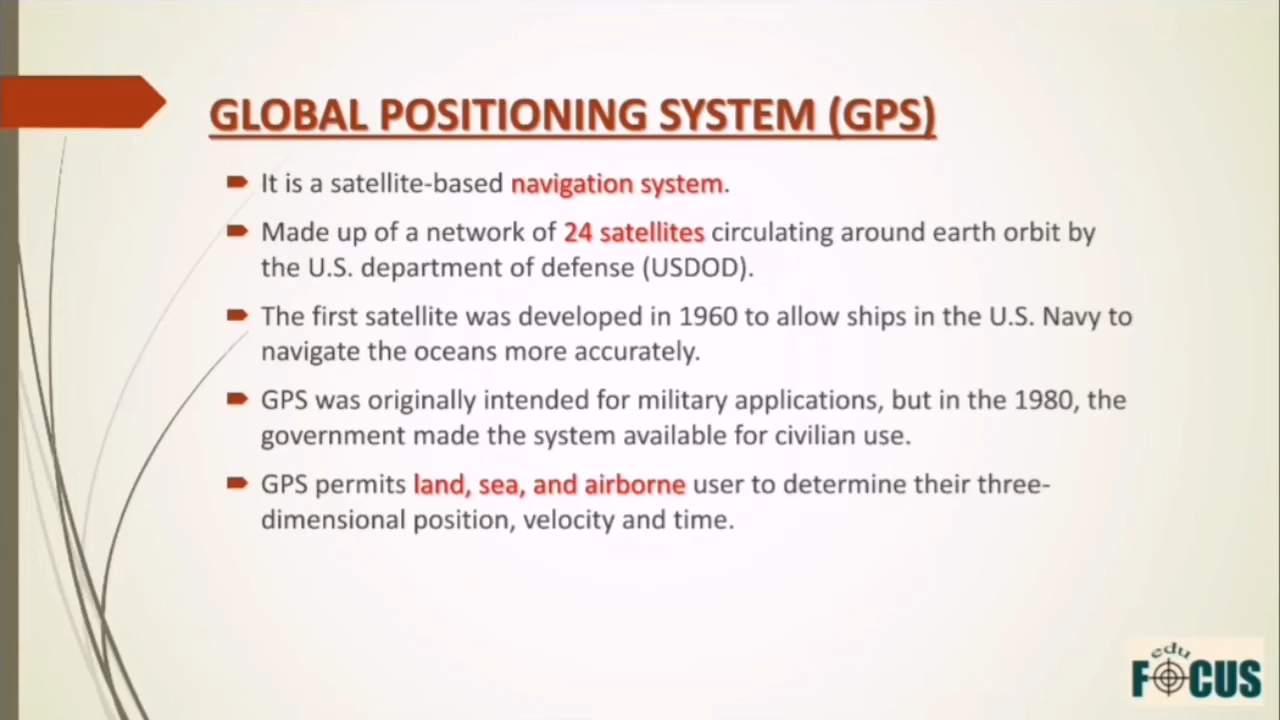 GLOBAL POSITIONING SYSTEM (GPS)
It is a satellite-based navigation system.
Made up of a network of 24 satellites circulating around earth orbit by
the U.S. department of defense (USDOD).
The first satellite was developed in 1960 to allow ships in the U.S. Navy to
navigate the oceans more accurately.
GPS was originally intended for military applications, but in the 1980, the
government made the system available for civilian use.
GPS permits land, sea, and airborne user to determine their three-
dimensional position, velocity and time.
edu
FOCUS